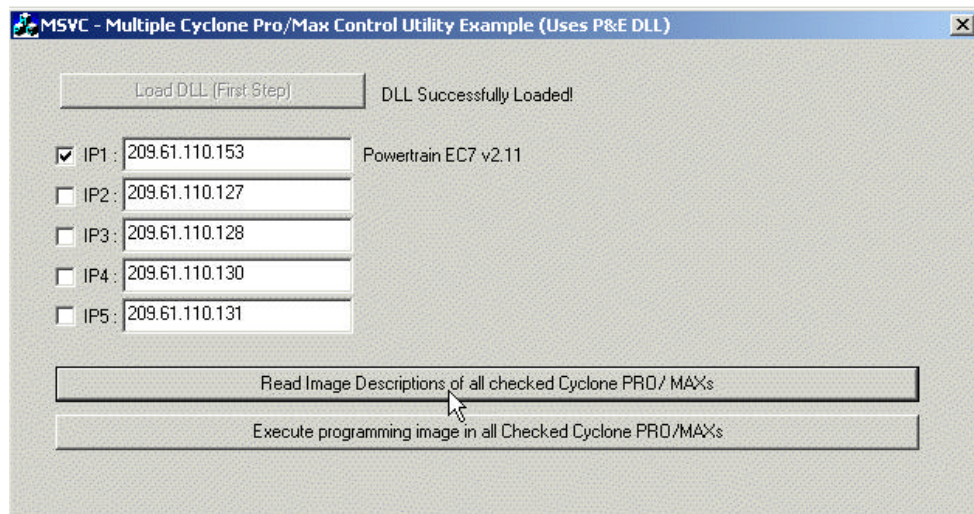 MSVC - Multiple Cyclone Pro/Max Control Utility Example (Uses P&E DLL)
Load DLL (First Step) DLL Successfully Loaded!
IP1 : 209.61.110.153 Powertrain EC7 v2.11
IP2 : 209.61.110.127
IP3 : 209.61.110.128
IP4 : 209.61.110.130
IP5 : 209.61.110.131
Read Image Descriptions of all checked Cyclone PRO/ MAXs
Execute programming image in all Checked Cyclone PRO/MAXs